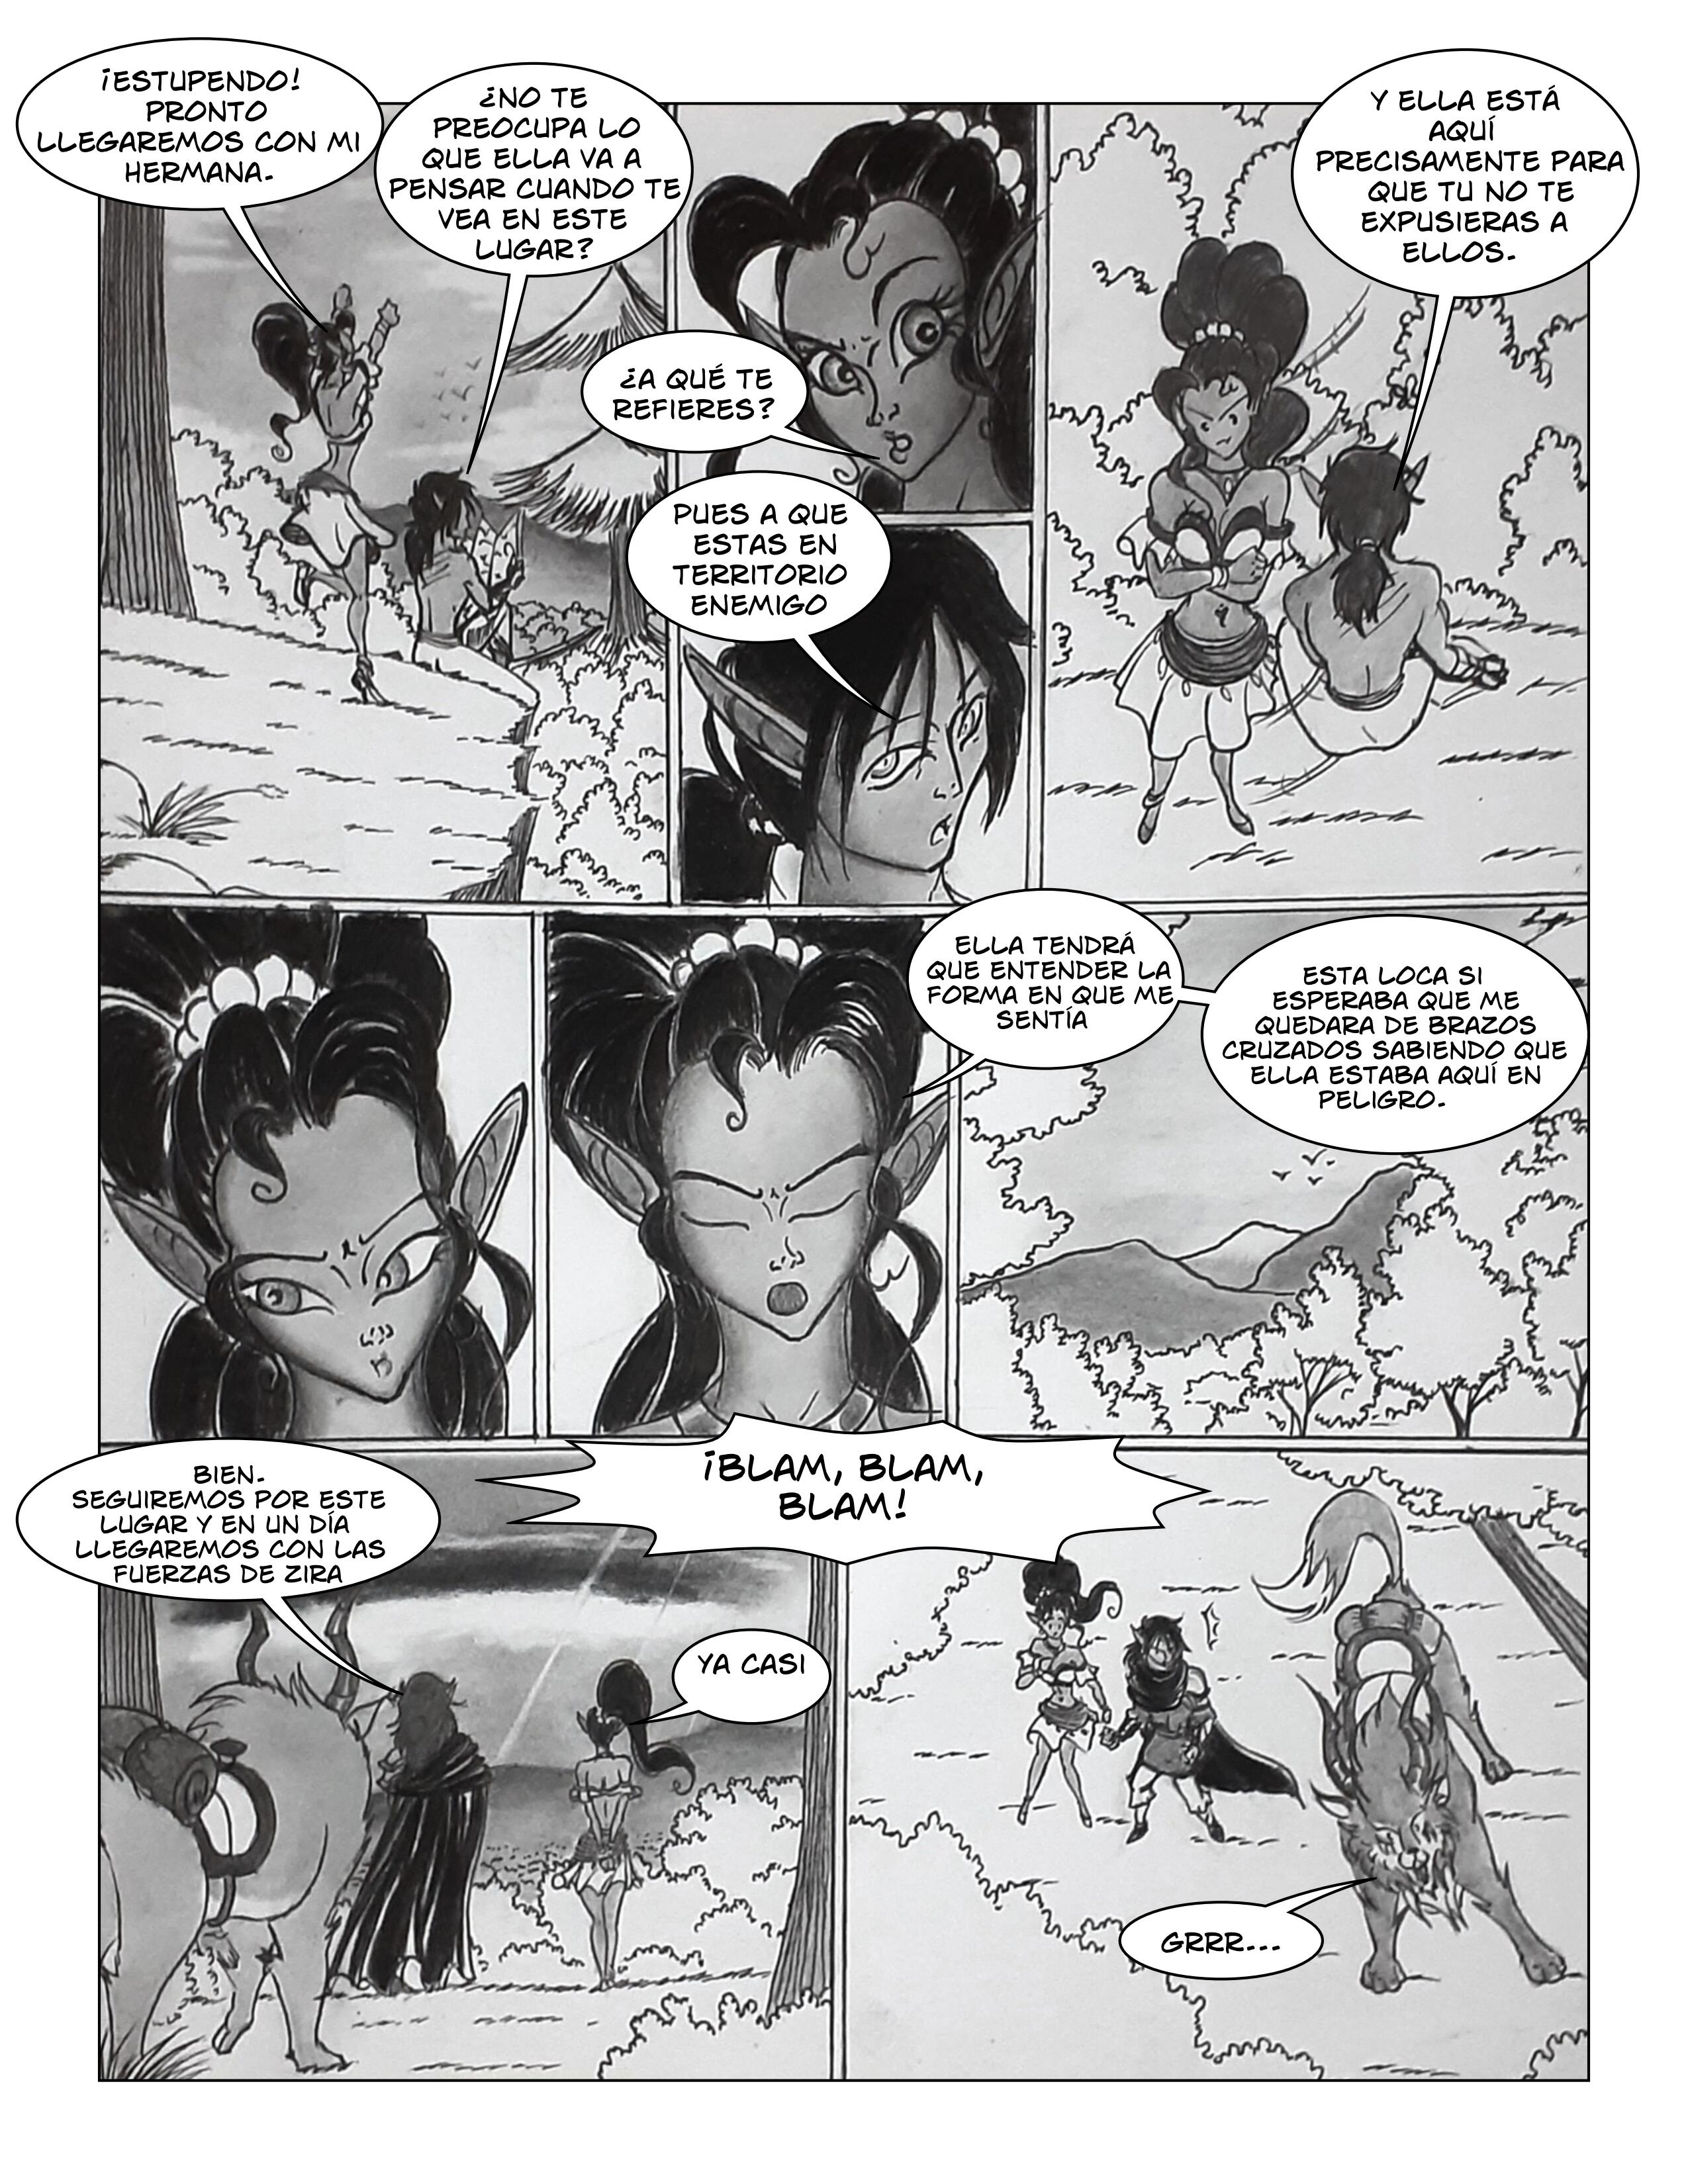 ¡ESTUPENDO!
PRONTO
LLEGAREMOS CON MI
HERMANA.
¿NO TE
PREOCUPA LO
QUE ELLA VA A
PENSAR CUANDO TE
VEA EN ESTE
LUGAR?
¿A QUÉ TE
REFIERES?
PUES A QUE
ESTAS EN
TERRITORIO
ENEMIGO
Y ELLA ESTÁ
AQUÍ
PRECISAMENTE PARA
QUE TU NO TE
EXPUSIERAS A
ELLOS.
ELLA TENDRÁ
QUE ENTENDER LA
FORMA EN QUE ME
SENTÍA
ESTA LOCA SI
ESPERABA QUE ME
QUEDARA DE BRAZOS
CRUZADOS SABIENDO QUE
ELLA ESTABA AQUÍ EN
PELIGRO.
BIEN.
SEGUIREMOS POR ESTE
LUGAR Y EN UN DÍA
LLEGAREMOS CON LAS
FUERZAS DE ZIRA
YA CASI
¡BLAM, BLAM,
BLAM!
GRRR...